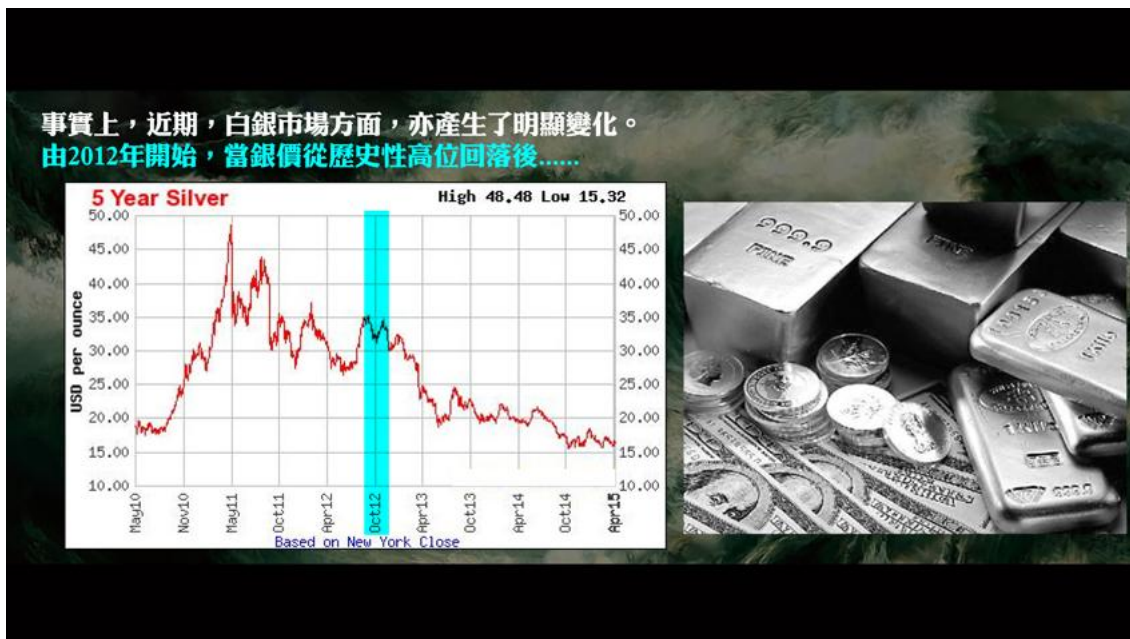 事實上，近期，白銀市場方面，亦產生了明顯變化。
由2012年開始，當銀價從歷史性高位回落後......
5 Year Silver
High 48.48 Low 15.32
USD per ounce
50.00 50.00
45.00 45.00
40.00 40.00
35.00 35.00
30.00 30.00
25.00 25.00
20.00 20.00
15.00 15.00
10.00 10.00
May10 Nov10 May11 Oct11 Apr12 Oct12 Apr13 Oct13 Apr14 Oct14 Apr15
Based on New York Close
999.9
FINE
FINE